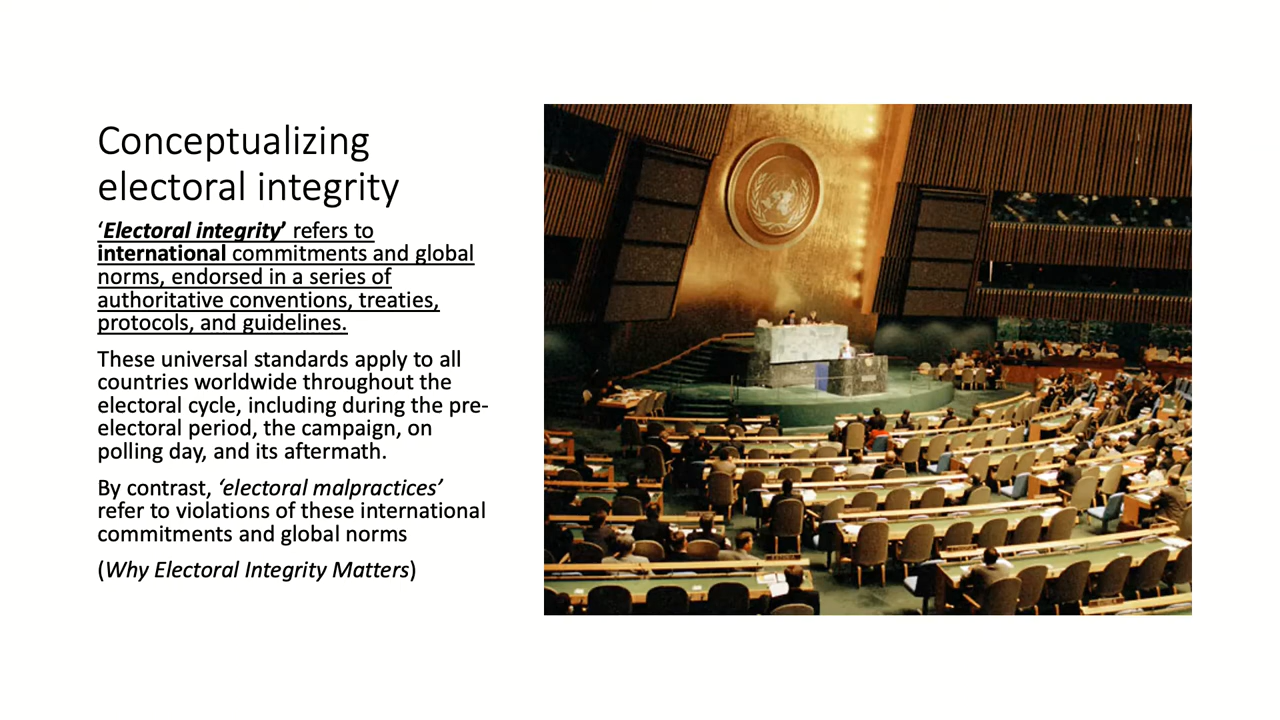 Conceptualizing
electoral integrity
‘Electoral integrity’ refers to
international commitments and global
norms, endorsed in a series of
authoritative conventions, treaties,
protocols, and guidelines.
These universal standards apply to all
countries worldwide throughout the
electoral cycle, including during the pre-
electoral period, the campaign, on
polling day, and its aftermath.
By contrast, ‘electoral malpractices’
refer to violations of these international
commitments and global norms
(Why Electoral Integrity Matters)